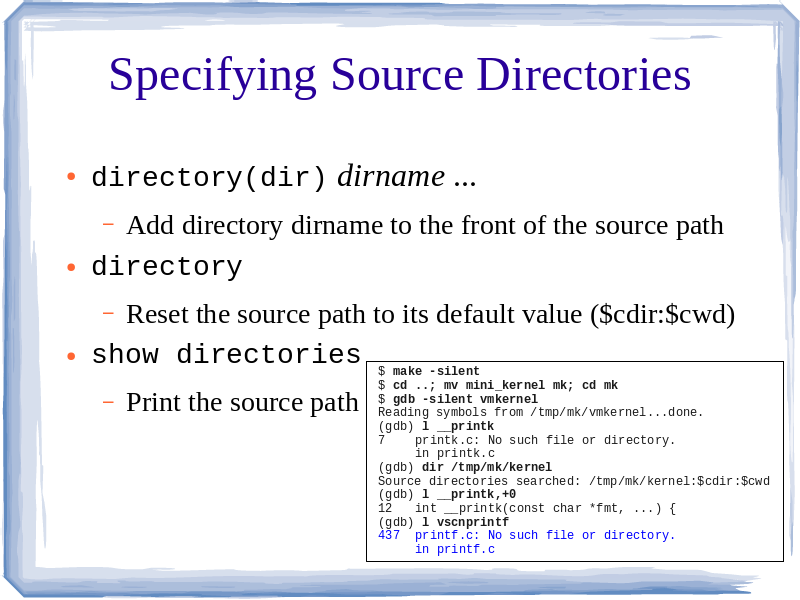 Specifying Source Directories
• directory(dir) dirname ...
– Add directory dirname to the front of the source path
• directory
– Reset the source path to its default value ($cdir:$cwd)
• show directories
– Print the source path
$ make -silent
$ cd ..; mv mini_kernel mk; cd mk
$ gdb -silent vmkernel
Reading symbols from /tmp/mk/vmkernel...done.
(gdb) l __printk
7    printk.c: No such file or directory.
     in printk.c
(gdb) dir /tmp/mk/kernel
Source directories searched: /tmp/mk/kernel:$cdir:$cwd
(gdb) l __printk,+0
12   int __printk(const char *fmt, ...) {
(gdb) l vscnprintf
437  printf.c: No such file or directory.
     in printf.c